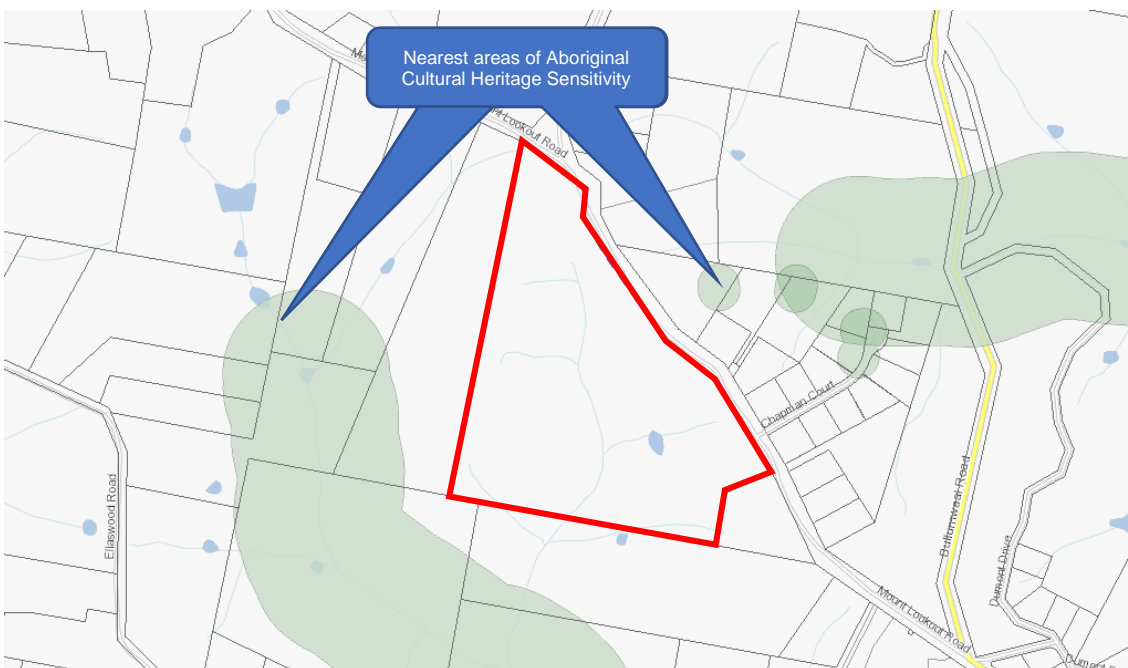 Nearest areas of Aboriginal
Cultural Heritage Sensitivity
Lookout Road
Chapman Court
Ellaswood Road
Bullumwaal Road
Dumont Drive
Mount Lookout Road